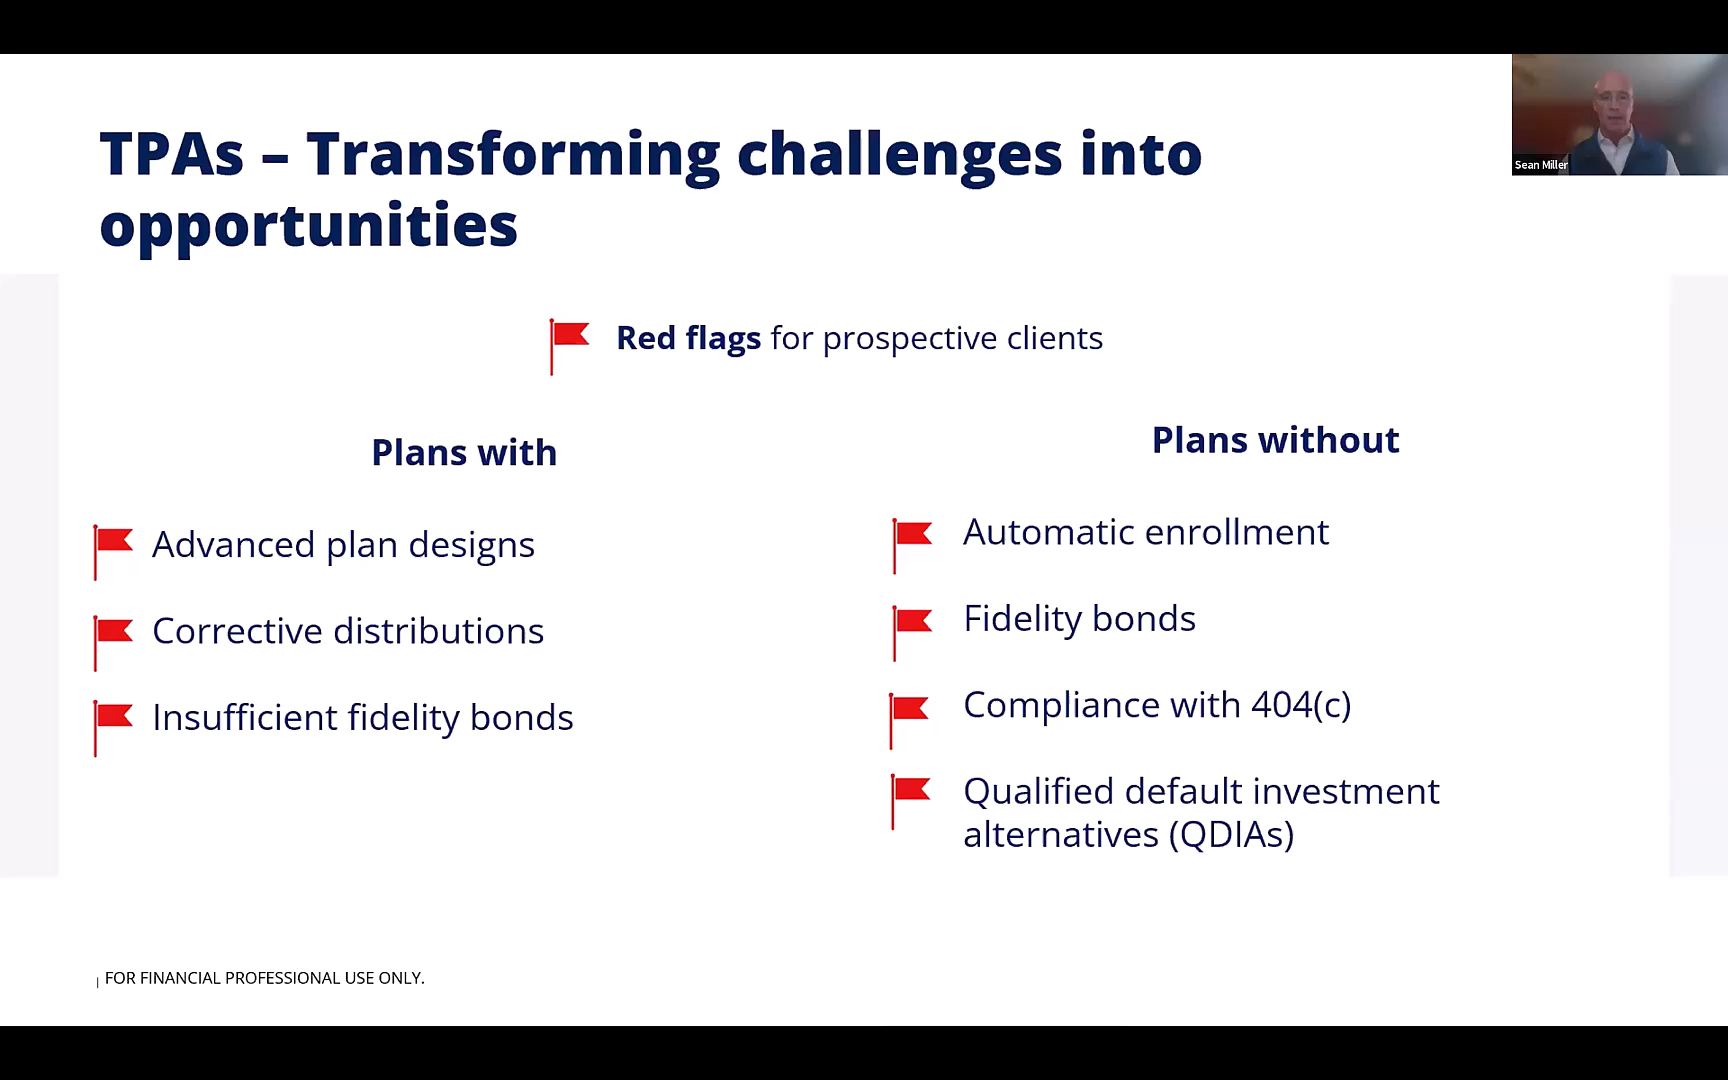 TPAs – Transforming challenges into
opportunities
Sean Miller
Red flags for prospective clients
Plans with
Advanced plan designs
Corrective distributions
Insufficient fidelity bonds
Plans without
Automatic enrollment
Fidelity bonds
Compliance with 404(c)
Qualified default investment
alternatives (QDIAs)
| FOR FINANCIAL PROFESSIONAL USE ONLY.